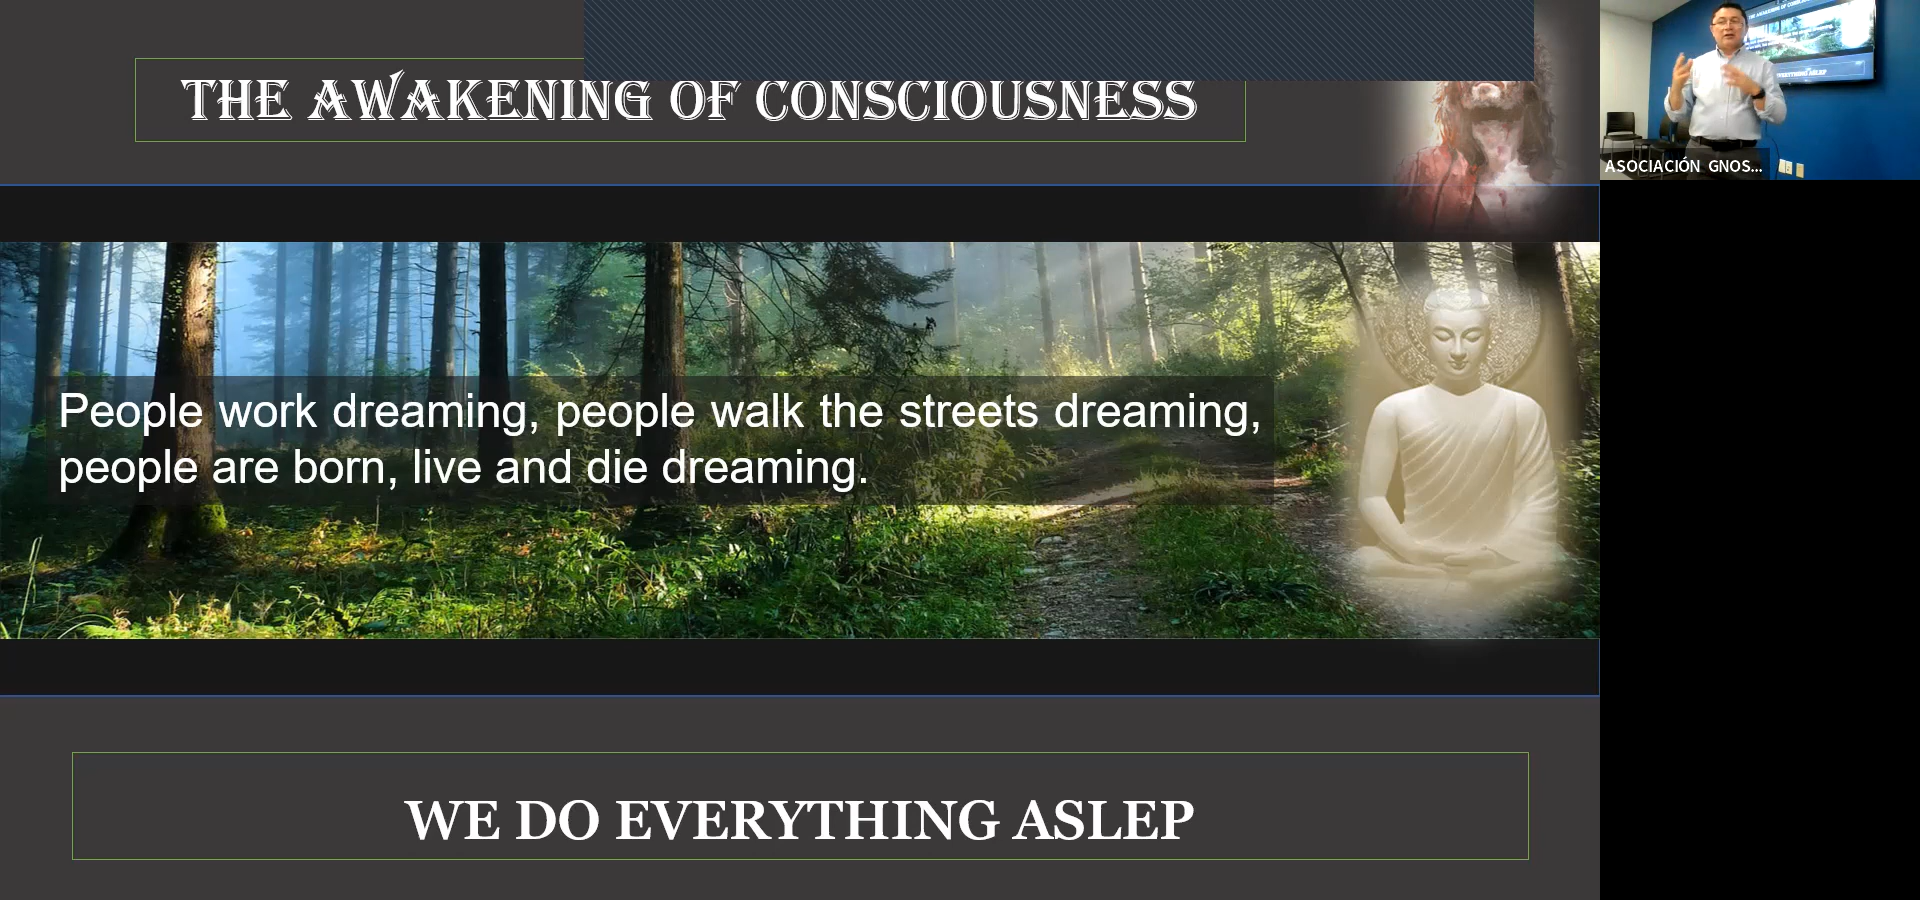 THE AWAKENING OF CONSCIOUSNESS
ASOCIACIÓN GNOS...
People work dreaming, people walk the streets dreaming,
people are born, live and die dreaming.
WE DO EVERYTHING ASLEP